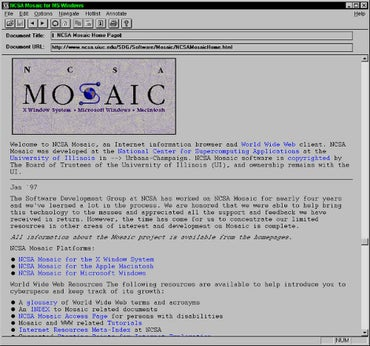 NCSA Mosaic for MS Windows
File Edit Options Navigate Hotlist Annotate Help
Document Title: NCSA Mosaic Home Page
Document URL: http://www.ncsa.uiuc.edu/SDG/Software/Mosaic/NCSAMosaicHome.html
N C S A
MOSAIC
X Window System • Microsoft Windows • Macintosh
Welcome to NCSA Mosaic, an Internet information browser and World Wide Web client. NCSA
Mosaic was developed at the National Center for Supercomputing Applications at the
University of Illinois in --> Urbana-Champaign. NCSA Mosaic software is copyrighted by
The Board of Trustees of the University of Illinois (UI), and ownership remains with the
UI.
Jan '97
The Software Development Group at NCSA has worked on NCSA Mosaic for nearly four years
and we've learned a lot in the process. We are honored that we were able to help bring
this technology to the masses and appreciated all the support and feedback we have
received in return. However, the time has come for us to concentrate our limited
resources in other areas of interest and development on Mosaic is complete.
All information about the Mosaic project is available from the homepages.
NCSA Mosaic Platforms:
● NCSA Mosaic for the X Window System
● NCSA Mosaic for the Apple Macintosh
● NCSA Mosaic for Microsoft Windows
World Wide Web Resources The following resources are available to help introduce you to
cyberspace and keep track of its growth:
● A glossary of World Wide Web terms and acronyms
● An INDEX to Mosaic related documents
● NCSA Mosaic Access Page for persons with disabilities
● Mosaic and WWW related Tutorials
● Internet Resources Meta-Index at NCSA
NUM